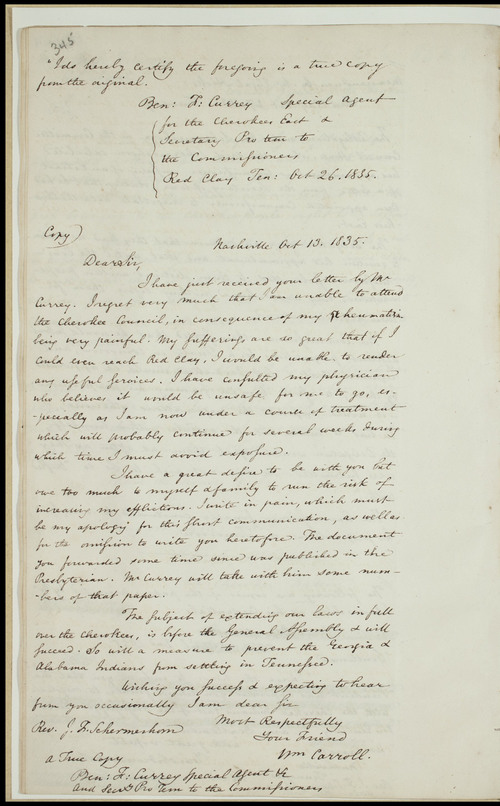 345
"I do hereby certify the foregoing is a true copy
from the original.
Ben: F: Currey Special Agent
for the Cherokees East &
Secretary Pro tem to
the Commissioners
Red Clay Ten: Oct 26. 1835.
Copy)
Nashville Oct 13. 1835.
Dear Sir,
I have just received your letter by Mr
Currey. I regret very much that I am unable to attend
the Cherokee Council, in consequence of my Rheumatism
being very painful. My sufferings are so great that if I
could even reach Red Clay, I would be unable to render
any useful services. I have consulted my physician
who believes it would be unsafe for me to go, es-
-pecially as I am now under a course of treatment
which will probably continue for several weeks during
which time I must avoid exposure.
I have a great desire to be with you but
owe too much to myself & family to run the risk of
increasing my afflictions. I write in pain, which must
be my apology for this short communication, as well as
for the omission to write you heretofore. The document
you forwarded some time since was published in the
Presbyterian. Mr Currey will take with him some num-
-bers of that paper.
The subject of extending our laws in full
over the Cherokees, is before the General Assembly & will
succeed. So will a measure to prevent the Georgia &
Alabama Indians from settling in Tennessee.
Wishing you success & expecting to hear
from you occasionally I am dear Sir
Most Respectfully
Rev. J. F. Schermerhorn
Your Friend
Wm Carroll.
A True Copy
Ben: F: Currey Special Agent &c
and Secy Pro Tem to the Commissioners